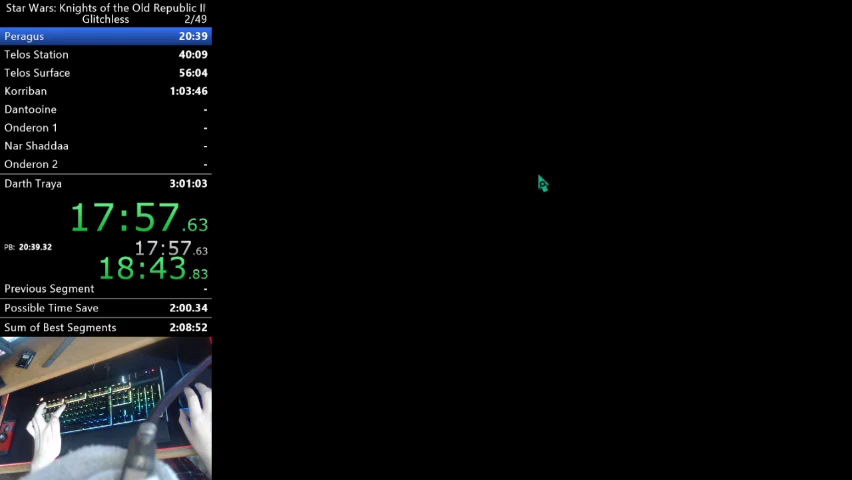 Star Wars: Knights of the Old Republic II
Glitchless 2/49
Peragus 20:39
Telos Station 40:09
Telos Surface 56:04
Korriban 1:03:46
Dantooine -
Onderon 1 -
Nar Shaddaa -
Onderon 2 -
Darth Traya 3:01:03
17:57.63
PB: 20:39.32 17:57.63
18:43.83
Previous Segment -
Possible Time Save 2:00.34
Sum of Best Segments 2:08:52